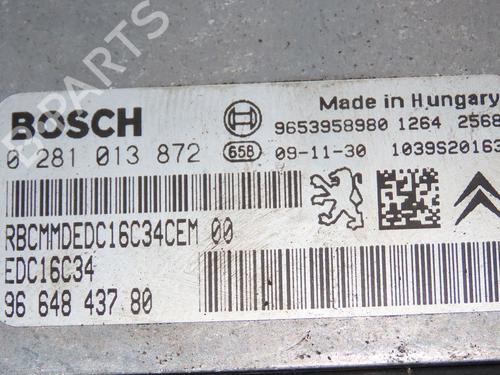 BOSCH
Made in Hungary
9653958980 1264 2568
0 281 013 872
65B 09-11-30 1039S20163
RBCMMDEDC16C34CEM 00
EDC16C34
96 648 437 80